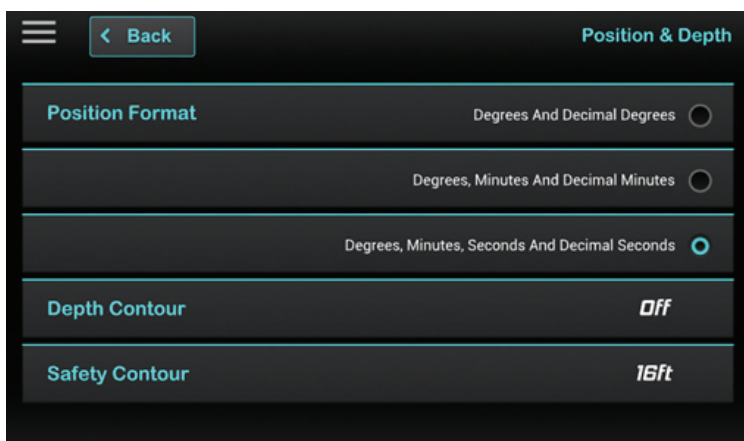 Back
Position & Depth
Position Format
Degrees And Decimal Degrees
Degrees, Minutes And Decimal Minutes
Degrees, Minutes, Seconds And Decimal Seconds
Depth Contour
Off
Safety Contour
16ft